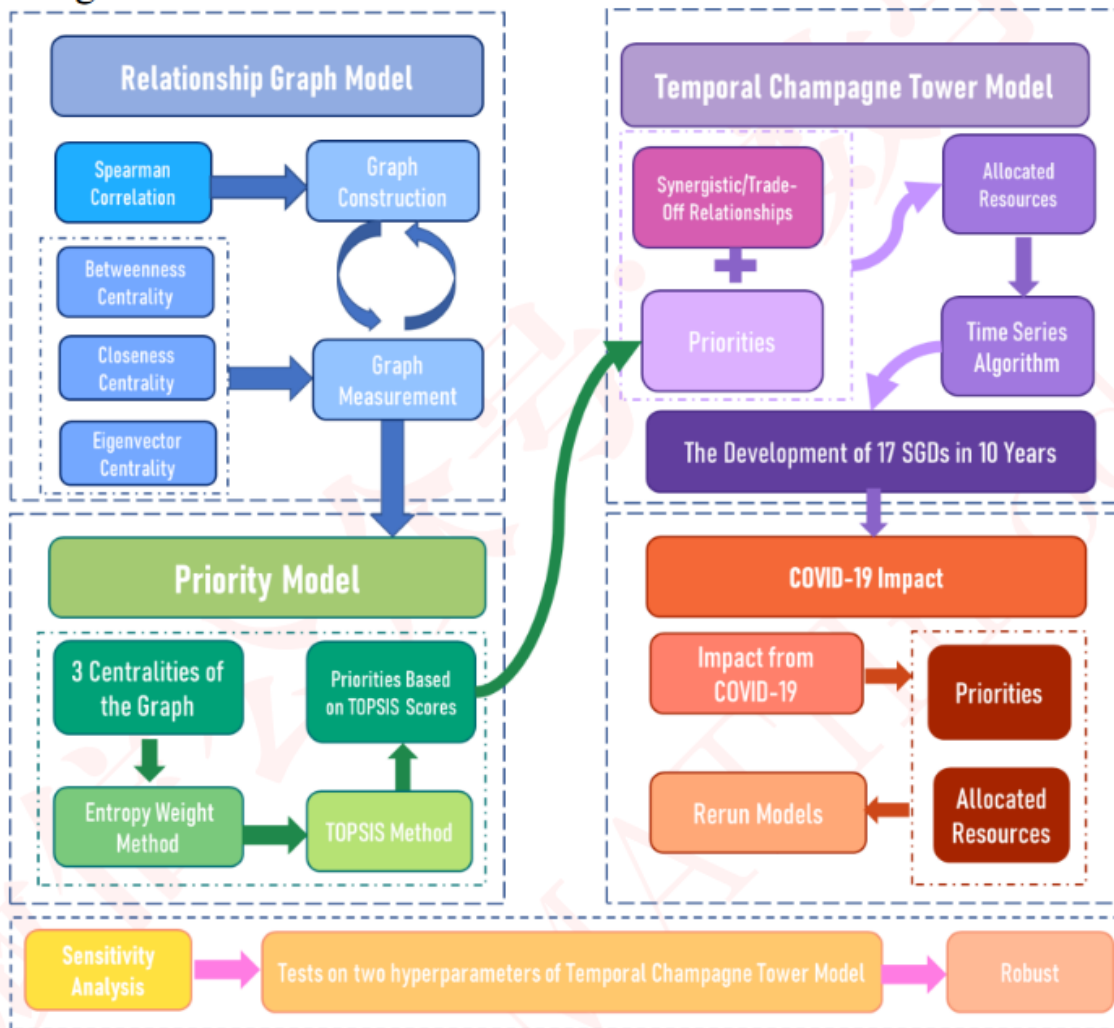 Relationship Graph Model
Spearman
Correlation
Graph
Construction
Betweenness
Centrality
Closeness
Centrality
Eigenvector
Centrality
Graph
Measurement
Priority Model
3 Centralities of
the Graph
Priorities Based
on TOPSIS Scores
Entropy Weight
Method
TOPSIS Method
Temporal Champagne Tower Model
Synergistic/Trade-
Off Relationships
Priorities
Allocated
Resources
Time Series
Algorithm
The Development of 17 SGDs in 10 Years
COVID-19 Impact
Impact from
COVID-19
Priorities
Allocated
Resources
Rerun Models
Sensitivity
Analysis
Tests on two hyperparameters of Temporal Champagne Tower Model
Robust